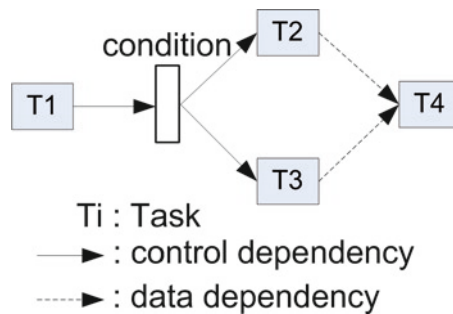 condition
T1
T2
T3
T4
Ti : Task
: control dependency
: data dependency